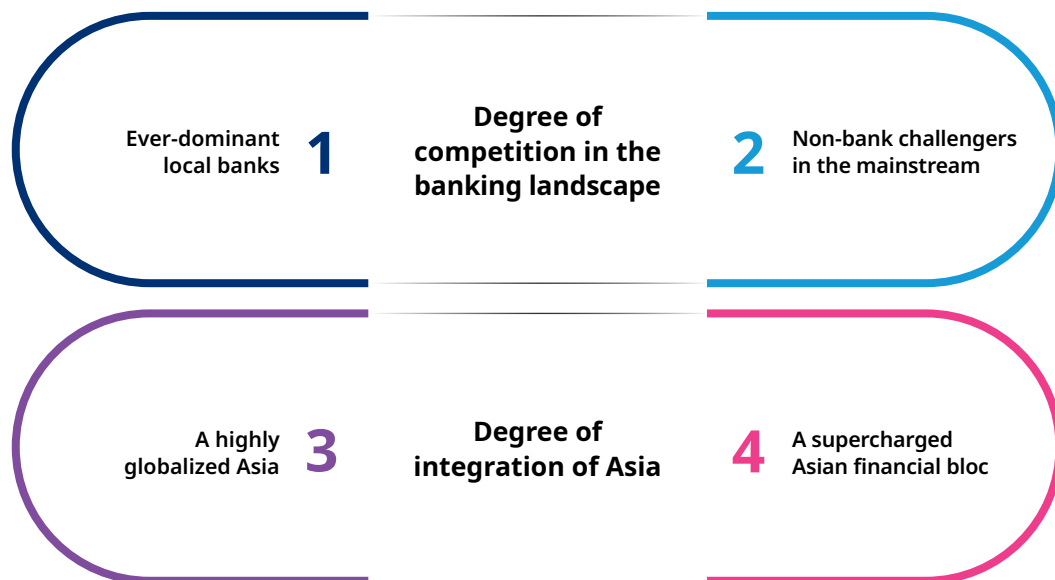 Ever-dominant
local banks
1
Degree of
competition in the
banking landscape
2
Non-bank challengers
in the mainstream
A highly
globalized Asia
3
Degree of
integration of Asia
4
A supercharged
Asian financial bloc